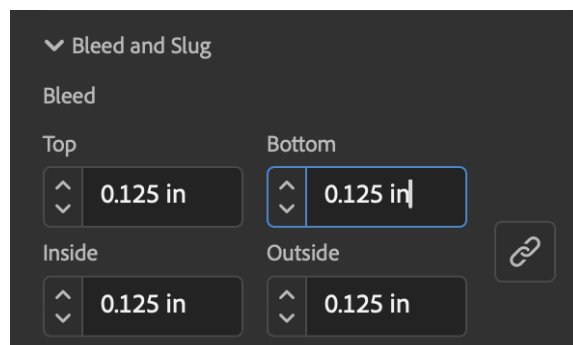 Bleed and Slug
Bleed
Top Bottom
0.125 in 0.125 in
Inside Outside
0.125 in 0.125 in